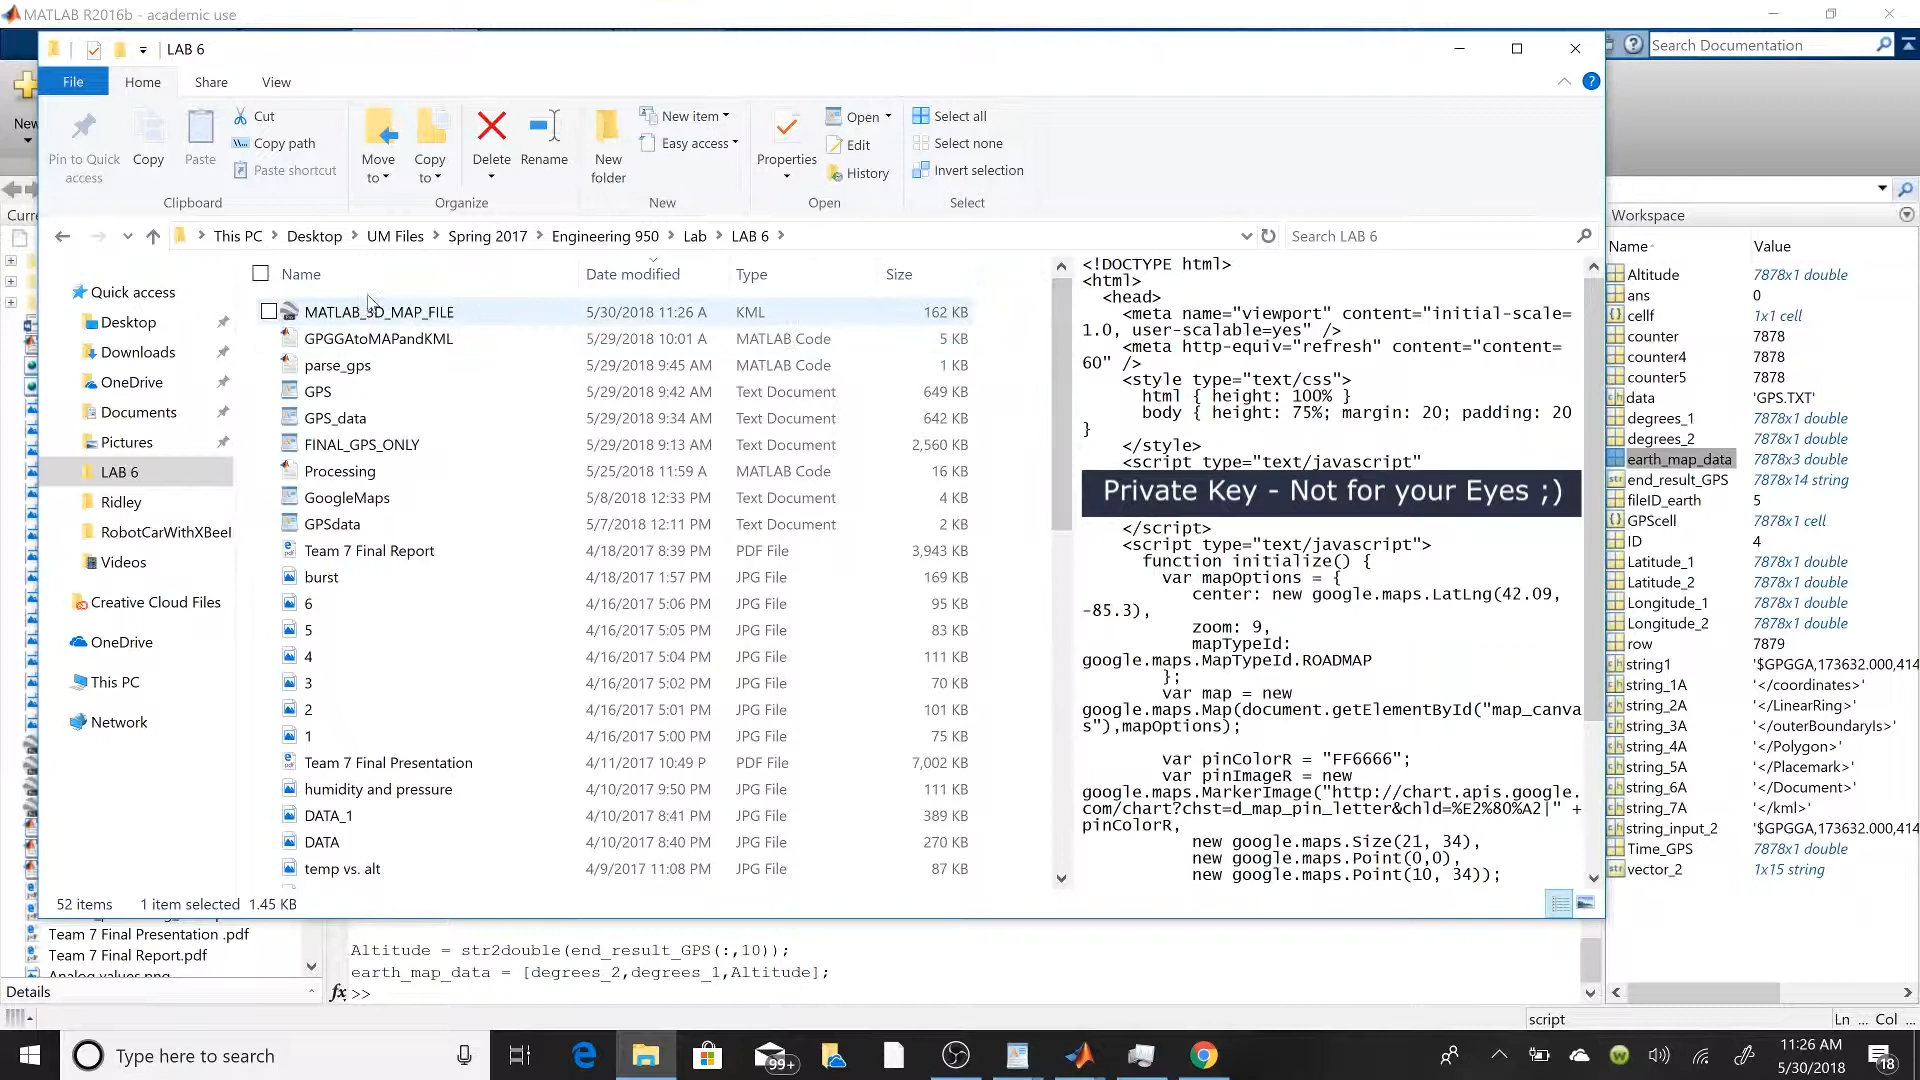 MATLAB R2016b - academic use
LAB 6
Search Documentation
File
Home
Share
View
New
Pin to Quick access
Copy
Paste
Cut
Copy path
Paste shortcut
Move to
Copy to
Delete
Rename
New folder
New item
Easy access
Properties
Open
Edit
History
Select all
Select none
Invert selection
Clipboard
Organize
New
Open
Select
This PC > Desktop > UM Files > Spring 2017 > Engineering 950 > Lab > LAB 6 >
Search LAB 6
Name Date modified Type Size
Quick access
Desktop
Downloads
OneDrive
Documents
Pictures
LAB 6
Ridley
RobotCarWithXBeeI
Videos
Creative Cloud Files
OneDrive
This PC
Network
MATLAB_3D_MAP_FILE 5/30/2018 11:26 A KML 162 KB
GPGGAtoMAPandKML 5/29/2018 10:01 A MATLAB Code 5 KB
parse_gps 5/29/2018 9:45 AM MATLAB Code 1 KB
GPS 5/29/2018 9:42 AM Text Document 649 KB
GPS_data 5/29/2018 9:34 AM Text Document 642 KB
FINAL_GPS_ONLY 5/29/2018 9:13 AM Text Document 2,560 KB
Processing 5/25/2018 11:59 A MATLAB Code 16 KB
GoogleMaps 5/8/2018 12:33 PM Text Document 4 KB
GPSdata 5/7/2018 12:11 PM Text Document 2 KB
Team 7 Final Report 4/18/2017 8:39 PM PDF File 3,943 KB
burst 4/18/2017 1:57 PM JPG File 169 KB
6 4/16/2017 5:06 PM JPG File 95 KB
5 4/16/2017 5:05 PM JPG File 83 KB
4 4/16/2017 5:04 PM JPG File 111 KB
3 4/16/2017 5:02 PM JPG File 70 KB
2 4/16/2017 5:01 PM JPG File 101 KB
1 4/16/2017 5:00 PM JPG File 75 KB
Team 7 Final Presentation 4/11/2017 10:49 P PDF File 7,002 KB
humidity and pressure 4/10/2017 9:50 PM JPG File 111 KB
DATA_1 4/10/2017 8:41 PM JPG File 389 KB
DATA 4/10/2017 8:40 PM JPG File 270 KB
temp vs. alt 4/9/2017 11:08 PM JPG File 87 KB
<!DOCTYPE html>
<html>
<head>
<meta name="viewport" content="initial-scale=
1.0, user-scalable=yes" />
<meta http-equiv="refresh" content="content=
60" />
<style type="text/css">
html { height: 100% }
body { height: 75%; margin: 20; padding: 20
}
</style>
<script type="text/javascript"
Private Key - Not for your Eyes ;)
</script>
<script type="text/javascript">
function initialize() {
var mapOptions = {
center: new google.maps.LatLng(42.09,
-85.3),
zoom: 9,
mapTypeId:
google.maps.MapTypeId.ROADMAP
};
var map = new
google.maps.Map(document.getElementById("map_canva
s"),mapOptions);
var pinColorR = "FF6666";
var pinImageR = new
google.maps.MarkerImage("http://chart.apis.google.
com/chart?chst=d_map_pin_letter&chld=%E2%80%A2|" +
pinColorR,
new google.maps.Size(21, 34),
new google.maps.Point(0,0),
new google.maps.Point(10, 34));
52 items 1 item selected 1.45 KB
Workspace
Name Value
Altitude 7878x1 double
ans 0
cellf 1x1 cell
counter 7878
counter4 7878
counter5 7878
data 'GPS.TXT'
degrees_1 7878x1 double
degrees_2 7878x1 double
earth_map_data 7878x3 double
end_result_GPS 7878x14 string
fileID_earth 5
GPScell 7878x1 cell
ID 4
Latitude_1 7878x1 double
Latitude_2 7878x1 double
Longitude_1 7878x1 double
Longitude_2 7878x1 double
row 7879
string1 '$GPGGA,173632.000,414
string_1A '</coordinates>'
string_2A '</LinearRing>'
string_3A '</outerBoundaryIs>'
string_4A '</Polygon>'
string_5A '</Placemark>'
string_6A '</Document>'
string_7A '</kml>'
string_input_2 '$GPGGA,173632.000,414
Time_GPS 7878x1 double
vector_2 1x15 string
Curre
Team 7 Final Presentation .pdf
Team 7 Final Report.pdf
Analog values.png
Details
Altitude = str2double(end_result_GPS(:,10));
earth_map_data = [degrees_2,degrees_1,Altitude];
fx >>
script Ln ... Col ...
Type here to search
99+
11:26 AM
5/30/2018
18